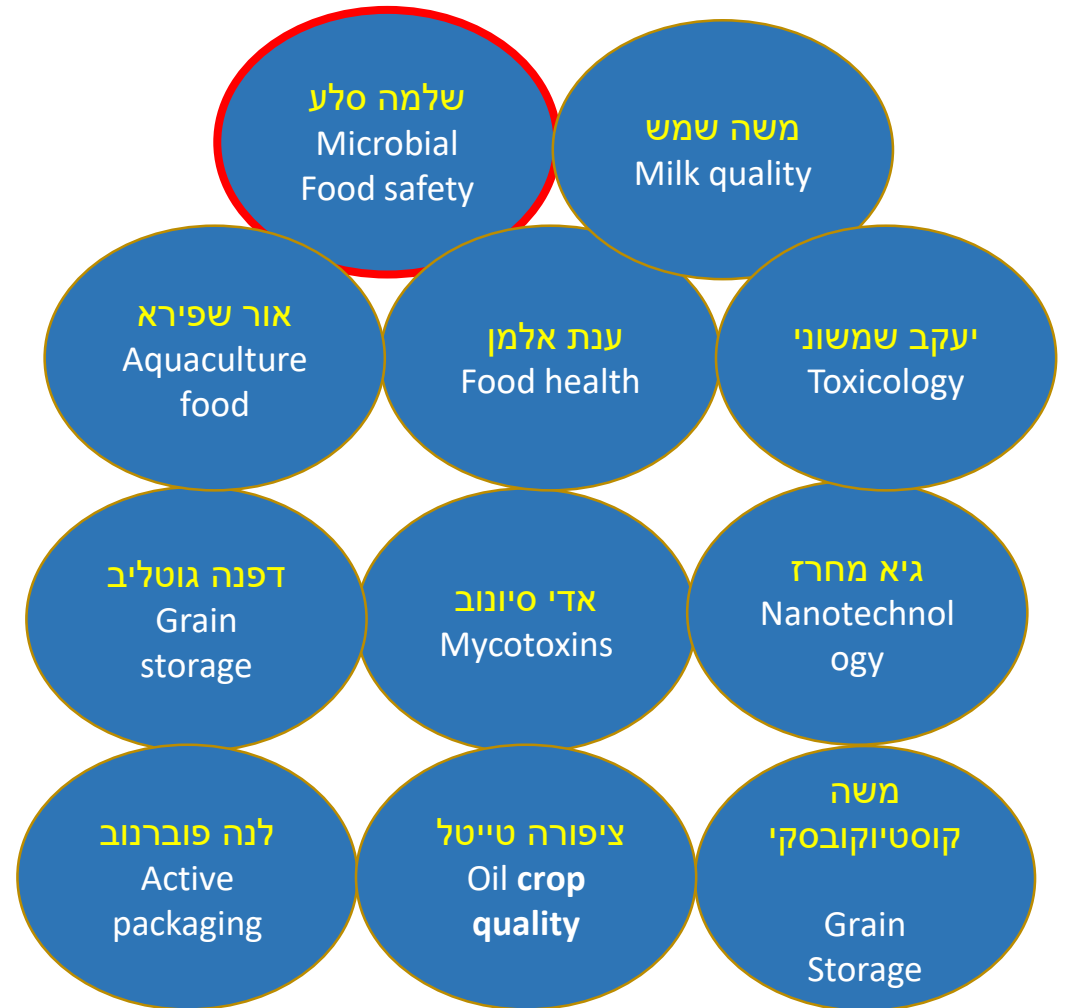 שלמה סלע
Microbial
Food safety
משה שמש
Milk quality
אור שפירא
Aquaculture
food
ענת אלמן
Food health
יעקב שמשוני
Toxicology
דפנה גוטליב
Grain
storage
אדי סיונוב
Mycotoxins
גיא מחרז
Nanotechnol
ogy
לנה פוברנוב
Active
packaging
ציפורה טייטל
Oil crop
quality
משה
קוסטיוקובסקי
Grain
Storage